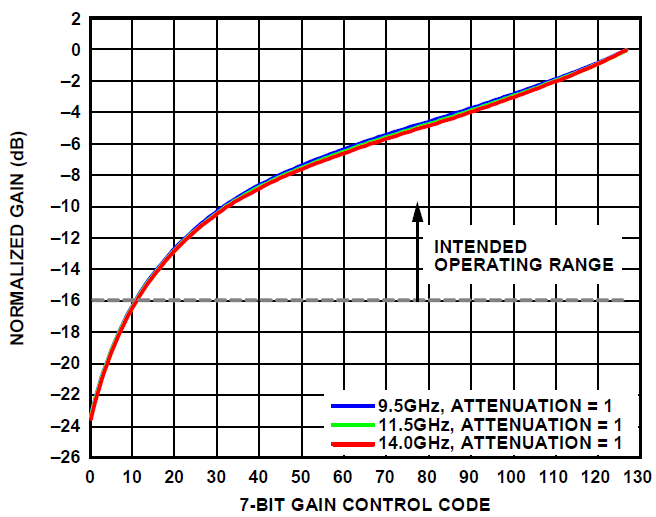 NORMALIZED GAIN (dB)
2
0
–2
–4
–6
–8
–10
–12
–14
–16
–18
–20
–22
–24
–26
INTENDED
OPERATING RANGE
9.5GHz, ATTENUATION = 1
11.5GHz, ATTENUATION = 1
14.0GHz, ATTENUATION = 1
0 10 20 30 40 50 60 70 80 90 100 110 120 130
7-BIT GAIN CONTROL CODE